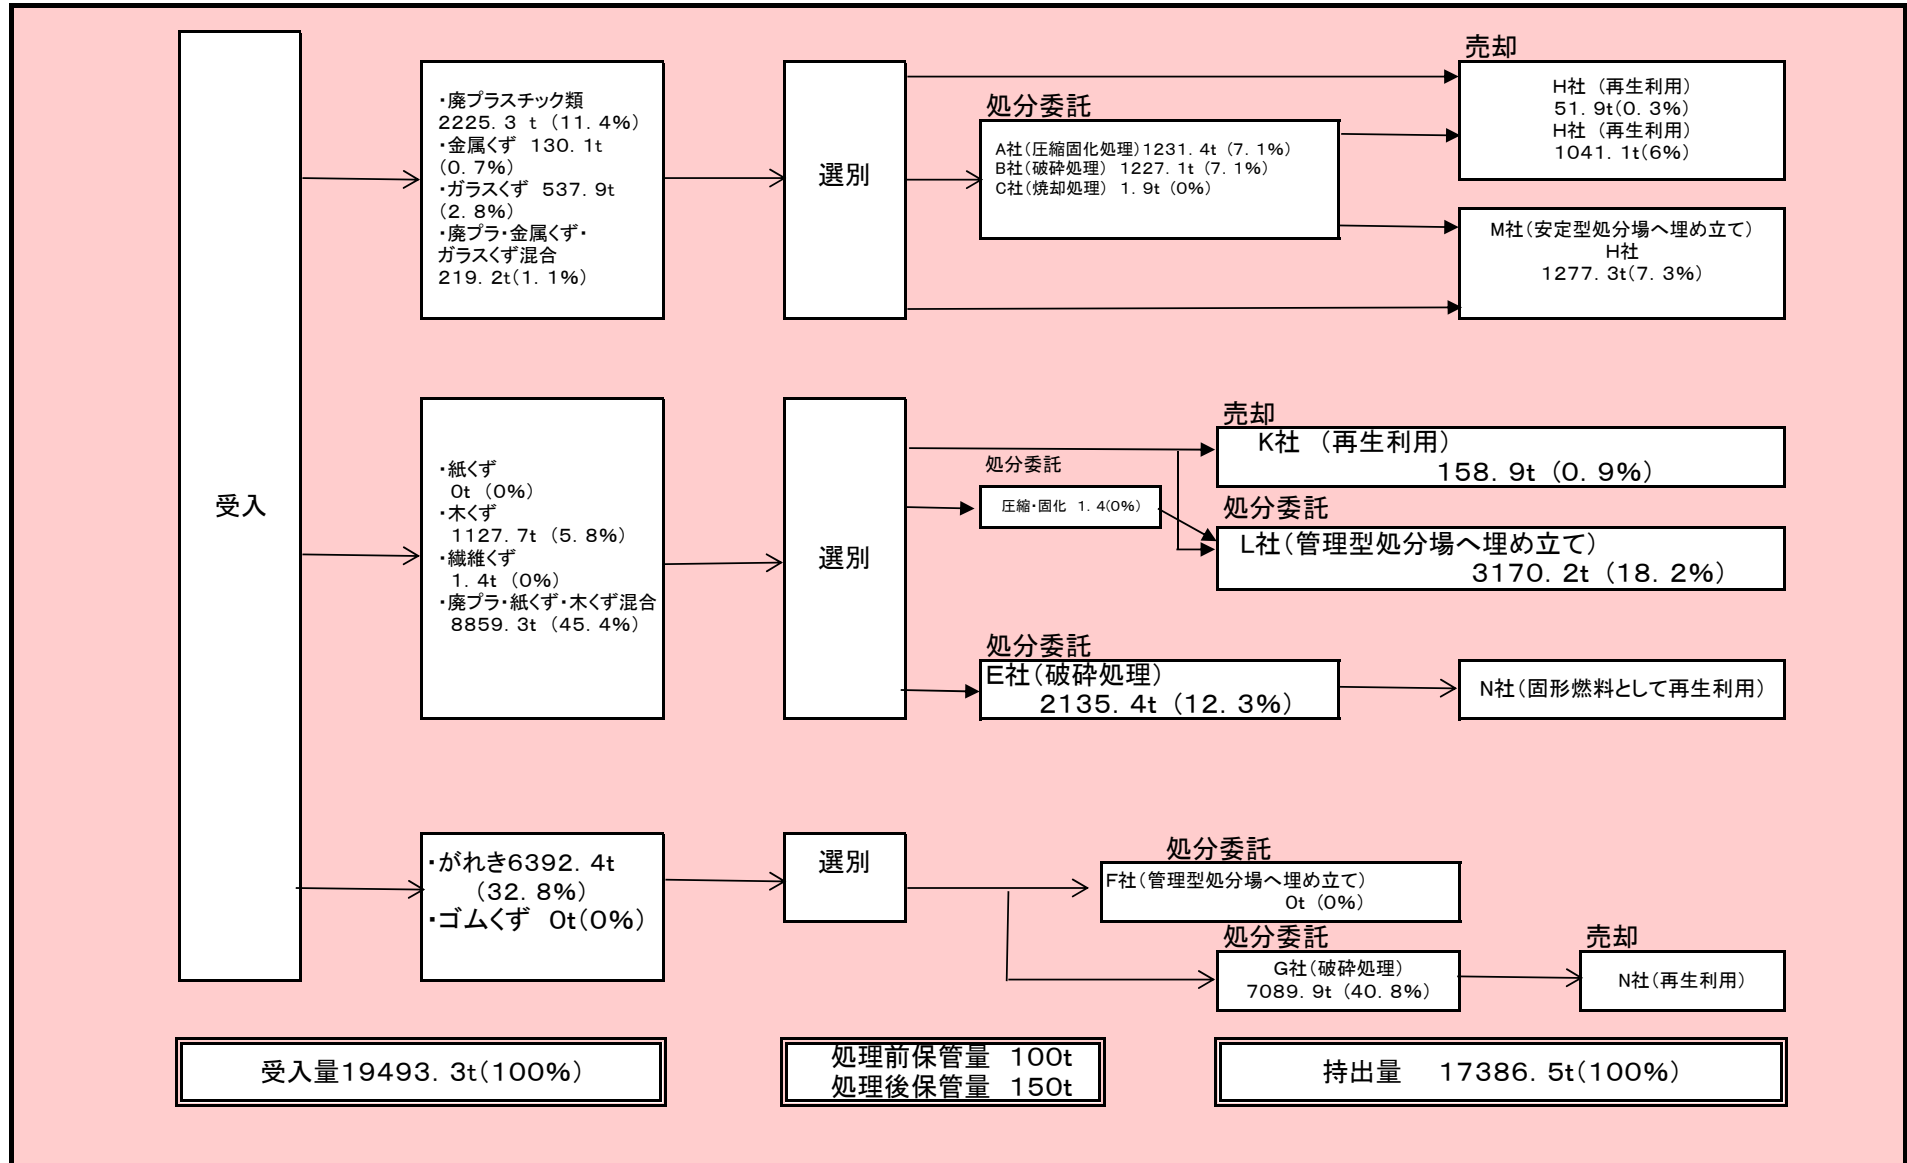 受入
・廃プラスチック類
2225.3 t (11.4%)
・金属くず 130.1t
(0.7%)
・ガラスくず 537.9t
(2.8%)
・廃プラ・金属くず・
ガラスくず混合
219.2t(1.1%)
選別
処分委託
A社(圧縮固化処理)1231.4t (7.1%)
B社(破砕処理) 1227.1t (7.1%)
C社(焼却処理) 1.9t (0%)
売却
H社 (再生利用)
51.9t(0.3%)
H社 (再生利用)
1041.1t(6%)
M社(安定型処分場へ埋め立て)
H社
1277.3t(7.3%)
・紙くず
0t (0%)
・木くず
1127.7t (5.8%)
・繊維くず
1.4t (0%)
・廃プラ・紙くず・木くず混合
8859.3t (45.4%)
選別
処分委託
圧縮・固化 1.4(0%)
売却
K社 (再生利用)
158.9t (0.9%)
処分委託
L社(管理型処分場へ埋め立て)
3170.2t (18.2%)
処分委託
E社(破砕処理)
2135.4t (12.3%)
N社(固形燃料として再生利用)
・がれき6392.4t
(32.8%)
・ゴムくず 0t(0%)
選別
処分委託
F社(管理型処分場へ埋め立て)
0t (0%)
処分委託
G社(破砕処理)
7089.9t (40.8%)
売却
N社(再生利用)
受入量19493.3t(100%)
処理前保管量 100t
処理後保管量 150t
持出量 17386.5t(100%)